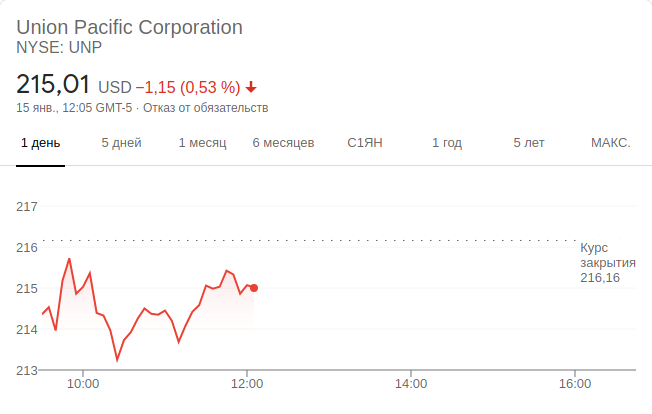 Union Pacific Corporation
NYSE: UNP
215,01 USD −1,15 (0,53 %)
15 янв., 12:05 GMT-5 · Отказ от обязательств
1 день 5 дней 1 месяц 6 месяцев С1ЯН 1 год 5 лет МАКС.
217
216
Курс
закрытия
216,16
215
214
213
10:00 12:00 14:00 16:00